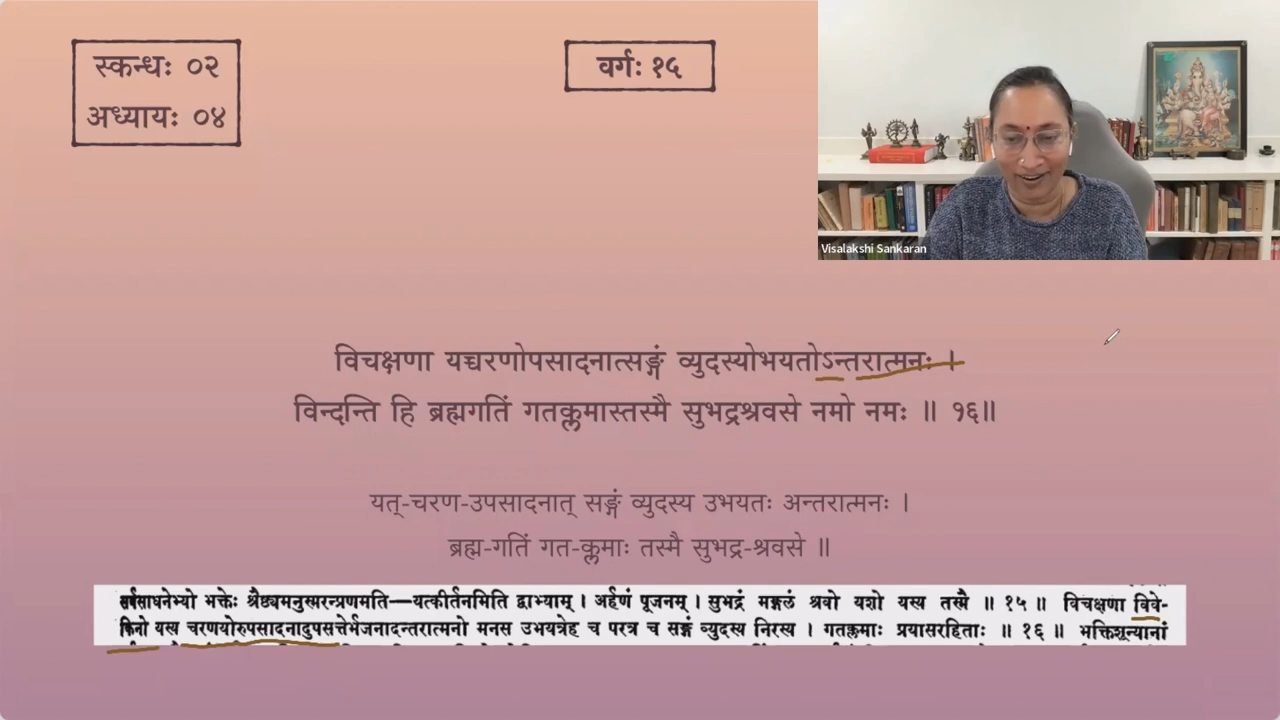 स्कन्धः ०२
अध्यायः ०४
वर्गः १५
Visalakshi Sankaran
विचक्षणा यच्चरणोपसादनात्सङ्गं व्युदस्योभयतोऽन्तरात्मनः ।
विन्दन्ति हि ब्रह्मगतिं गतक्लमास्तस्मै सुभद्रश्रवसे नमो नमः ॥ १६॥
यत्-चरण-उपसादनात् सङ्गं व्युदस्य उभयतः अन्तरात्मनः ।
ब्रह्म-गतिं गत-क्लमाः तस्मै सुभद्र-श्रवसे ॥
सर्वसाधनेभ्यो भक्तेः श्रैष्ठ्यमनुस्मरन्प्रणमति—यत्कीर्तनमिति द्वाभ्याम् । अर्हणं पूजनम् । सुभद्रं मङ्गलं श्रवो यशो यस्य तस्मै ॥ १५ ॥ विचक्षणा विवे-
किनो यस्य चरणयोरुपसादनादुपसत्तेर्भजनादन्तरात्मनो मनस उभयत्रेह च परत्र च सङ्गं व्युदस्य निरस्य । गतक्लमाः प्रयासरहिताः ॥ १६ ॥ भक्तिशून्यानां